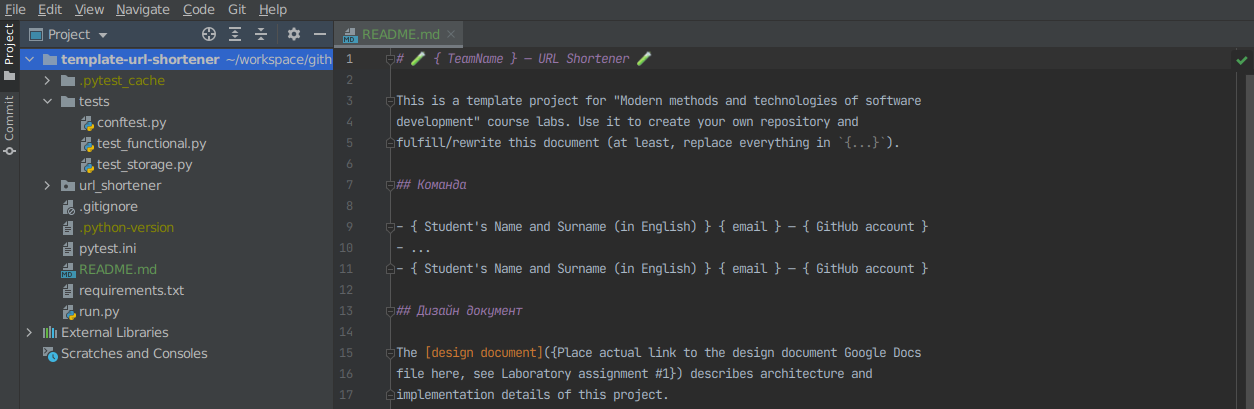 File Edit View Navigate Code Git Help
Project
README.md
Project
Commit
template-url-shortener ~/workspace/gith
.pytest_cache
tests
conftest.py
test_functional.py
test_storage.py
url_shortener
.gitignore
.python-version
pytest.ini
README.md
requirements.txt
run.py
External Libraries
Scratches and Consoles
1 # { TeamName } — URL Shortener
2
3 This is a template project for "Modern methods and technologies of software
4 development" course labs. Use it to create your own repository and
5 fulfill/rewrite this document (at least, replace everything in `{...}`).
6
7 ## Команда
8
9 - { Student's Name and Surname (in English) } { email } — { GitHub account }
10 - ...
11 - { Student's Name and Surname (in English) } { email } — { GitHub account }
12
13 ## Дизайн документ
14
15 The [design document]({Place actual link to the design document Google Docs
16 file here, see Laboratory assignment #1}) describes architecture and
17 implementation details of this project.